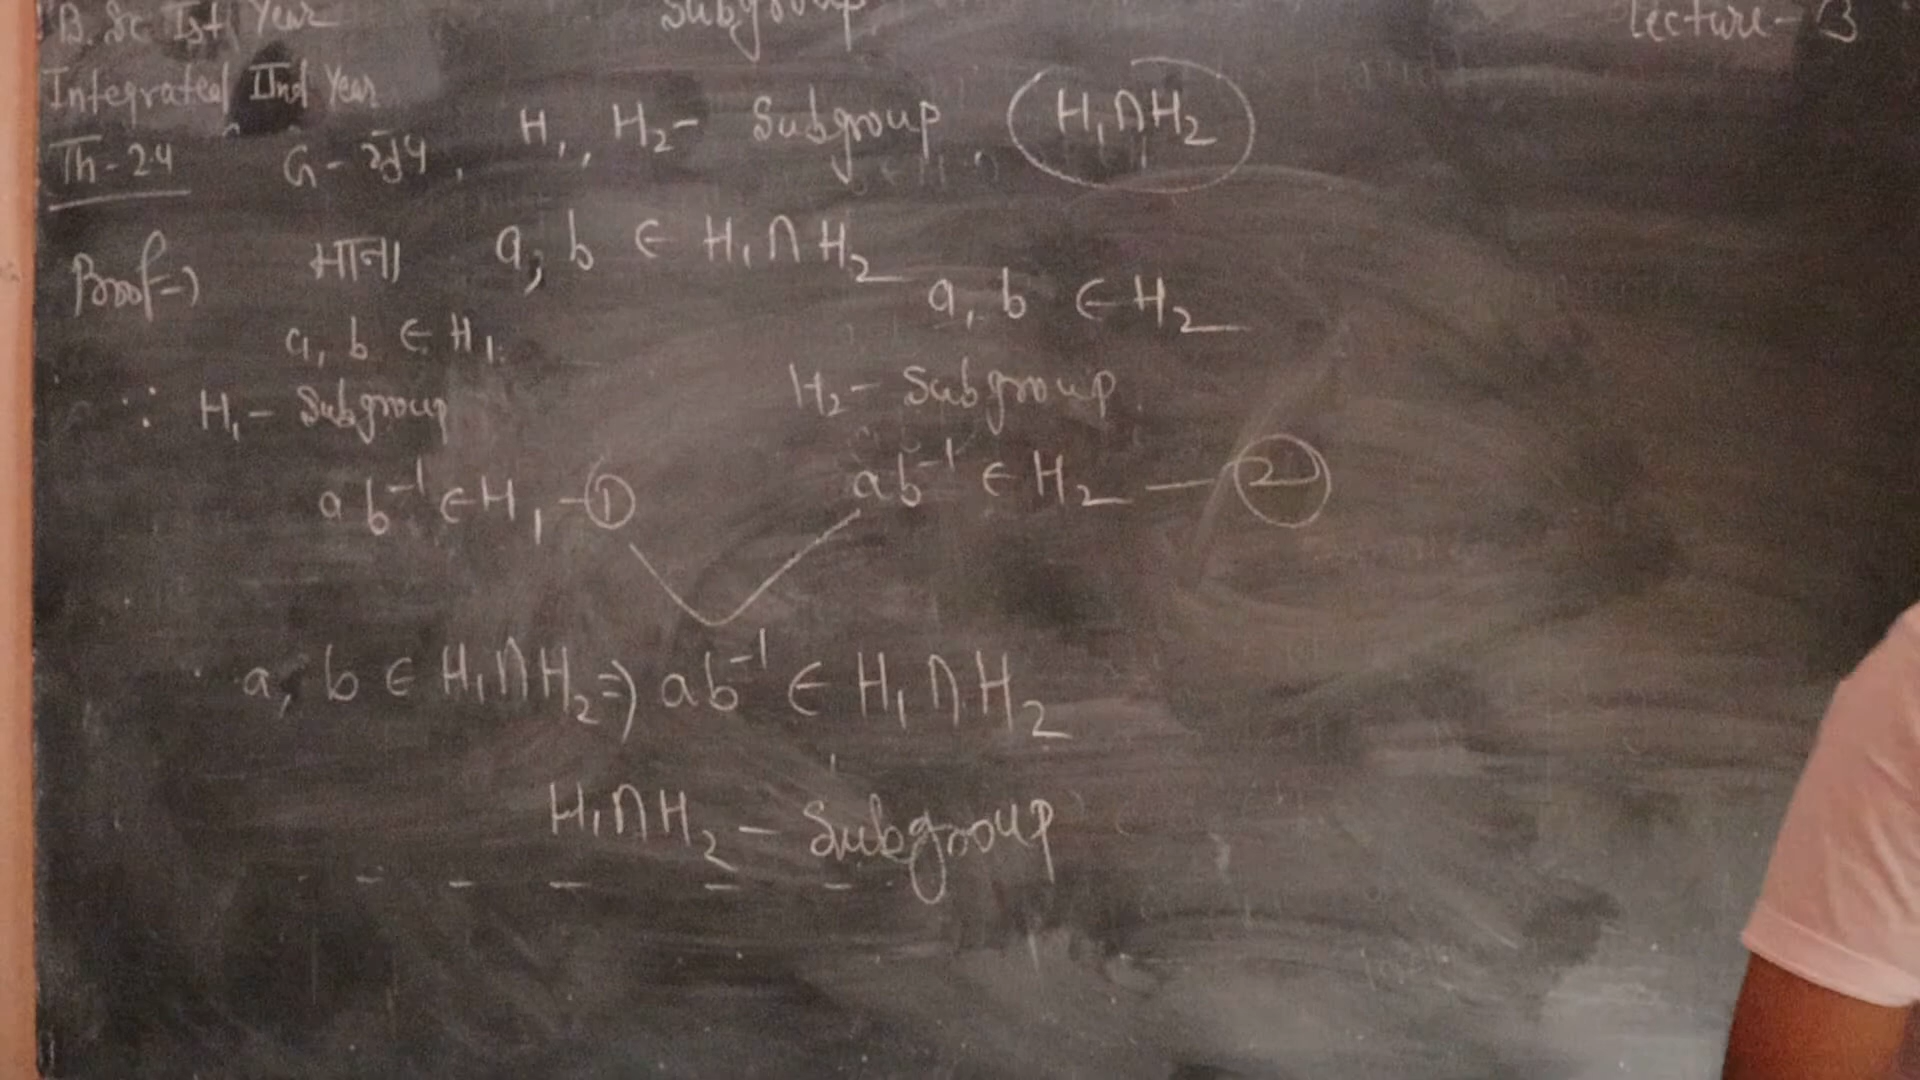 B. Sc Ist Year Subgroup Lecture - 13
Integrated IInd Year
Th-2.4 G - ग्रुप, H₁, H₂ - Subgroup, H₁∩H₂
Proof⇒ माना a, b ∈ H₁∩H₂
a, b ∈ H₁ a, b ∈ H₂
∵ H₁ - Subgroup H₂ - Subgroup
ab⁻¹ ∈ H₁ - ① ab⁻¹ ∈ H₂ — ②
a, b ∈ H₁∩H₂ ⇒ ab⁻¹ ∈ H₁∩H₂
H₁∩H₂ - Subgroup